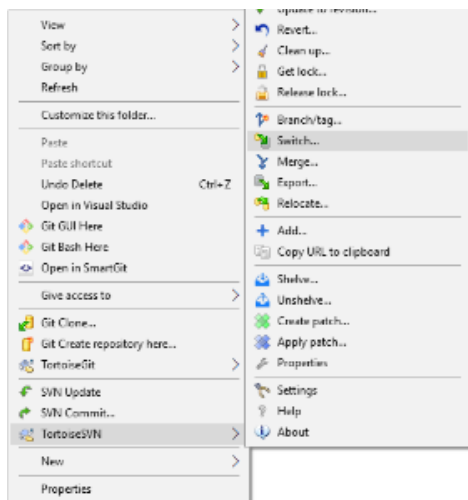 View
Sort by
Group by
Refresh
Customize this folder...
Paste
Paste shortcut
Undo Delete Ctrl+Z
Open in Visual Studio
Git GUI Here
Git Bash Here
Open in SmartGit
Give access to
Git Clone...
Git Create repository here...
TortoiseGit
SVN Update
SVN Commit...
TortoiseSVN
New
Properties
Update to revision...
Revert...
Clean up...
Get lock...
Release lock...
Branch/tag...
Switch...
Merge...
Export...
Relocate...
Add...
Copy URL to clipboard
Shelve...
Unshelve...
Create patch...
Apply patch...
Properties
Settings
Help
About